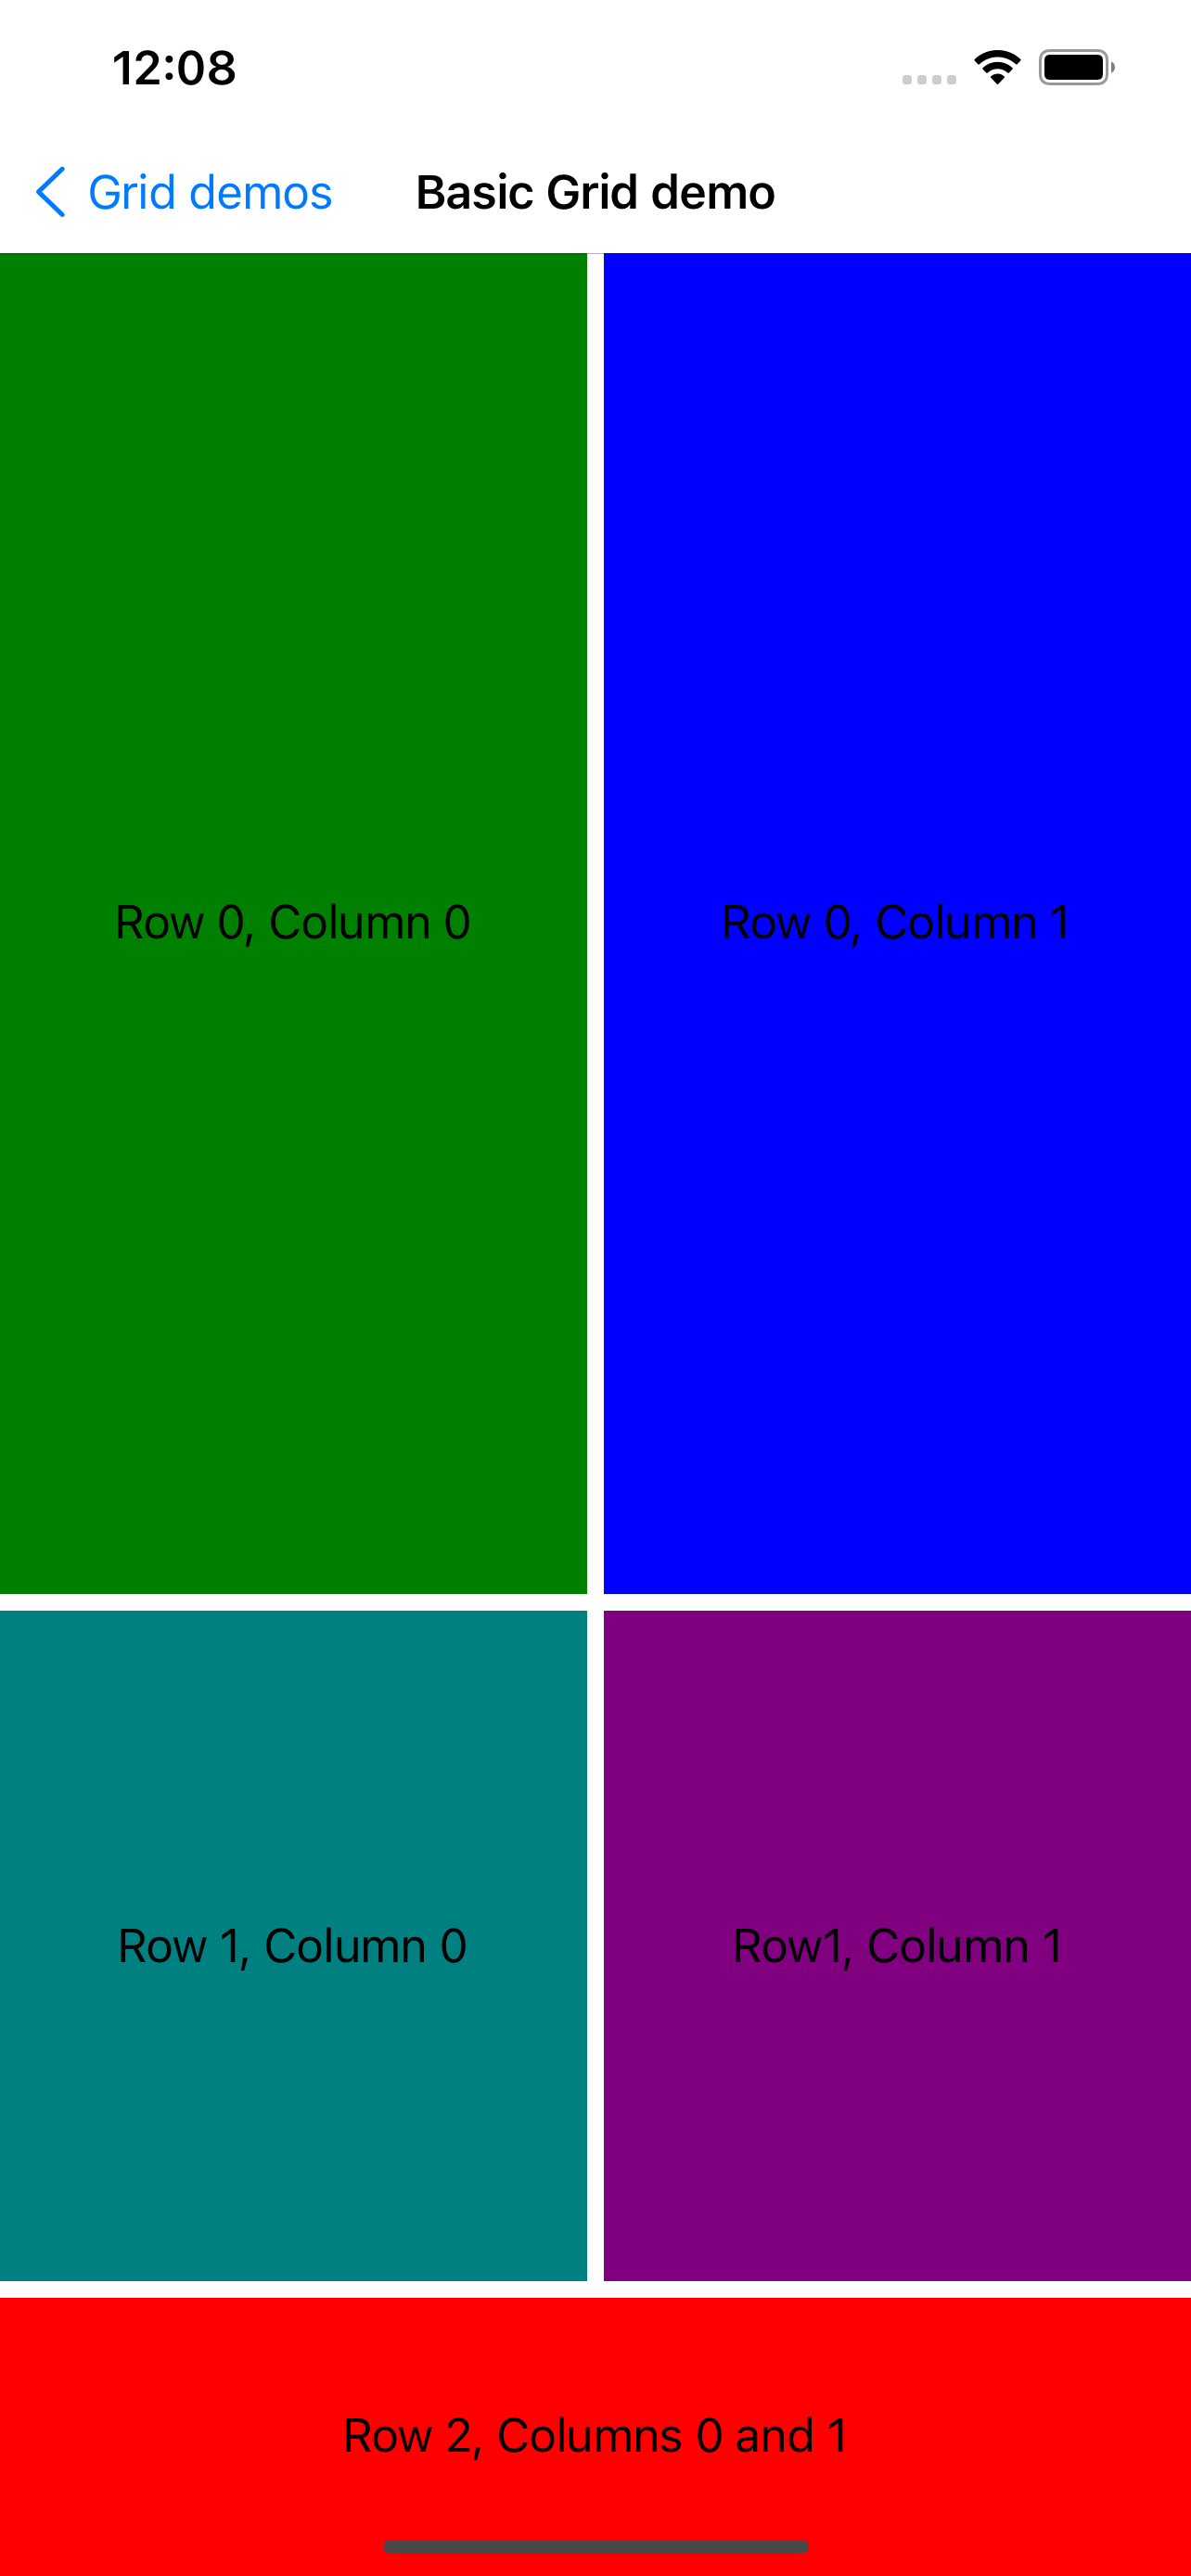 12:08
Grid demos Basic Grid demo
Row 0, Column 0 Row 0, Column 1
Row 1, Column 0 Row1, Column 1
Row 2, Columns 0 and 1